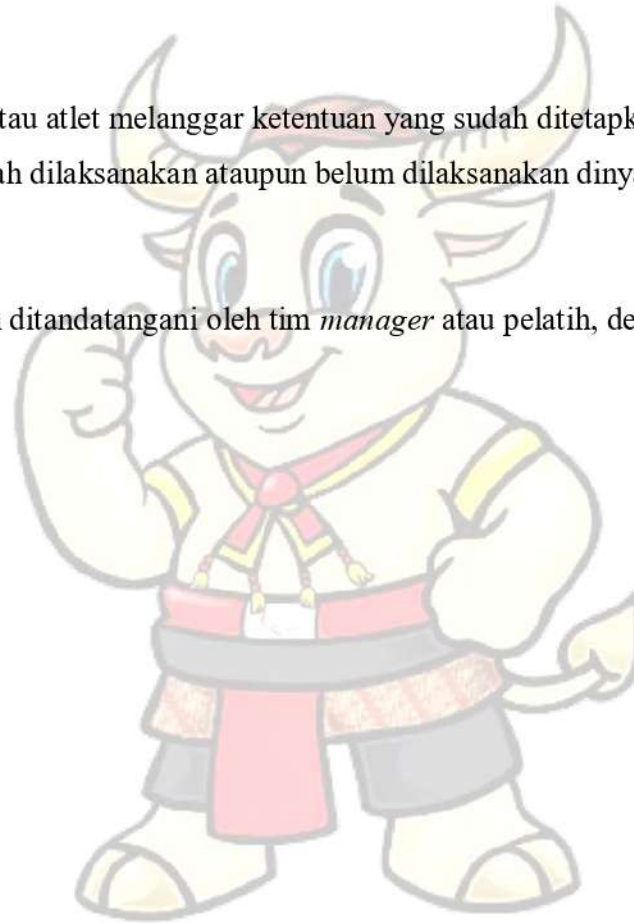 tau atlet melanggar ketentuan yang sudah ditetapk
ah dilaksanakan ataupun belum dilaksanakan diny
ditandatangani oleh tim manager atau pelatih, de